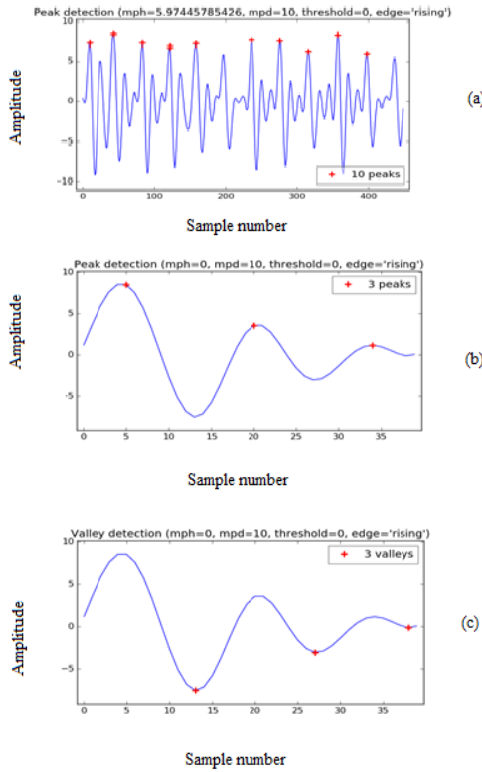 Peak detection (mph=5.97445785426, mpd=10, threshold=0, edge='rising')
10
5
0
−5
−10
Amplitude
10 peaks
(a)
0 100 200 300 400
Sample number
Peak detection (mph=0, mpd=10, threshold=0, edge='rising')
10
5
0
−5
Amplitude
3 peaks
(b)
0 5 10 15 20 25 30 35
Sample number
Valley detection (mph=0, mpd=10, threshold=0, edge='rising')
10
5
0
−5
Amplitude
3 valleys
(c)
0 5 10 15 20 25 30 35
Sample number